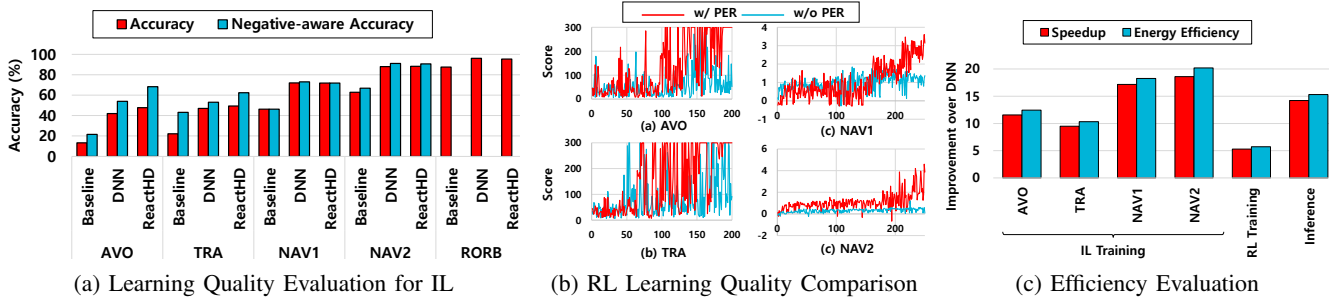 Accuracy Negative-aware Accuracy
Accuracy (%)
100
80
60
40
20
0
Baseline DNN ReactHD Baseline DNN ReactHD Baseline DNN ReactHD Baseline DNN ReactHD Baseline DNN ReactHD
AVO TRA NAV1 NAV2 RORB
(a) Learning Quality Evaluation for IL
w/ PER w/o PER
Score
300
200
100
0
0 50 100 150 200
(a) AVO
4
3
2
1
0
-1
0 100 200
(c) NAV1
Score
300
200
100
0
0 50 100 150 200
(b) TRA
6
4
2
0
-2
0 100 200
(c) NAV2
(b) RL Learning Quality Comparison
Speedup Energy Efficiency
Improvement over DNN
20
15
10
5
0
AVO TRA NAV1 NAV2 RL Training Inference
IL Training
(c) Efficiency Evaluation